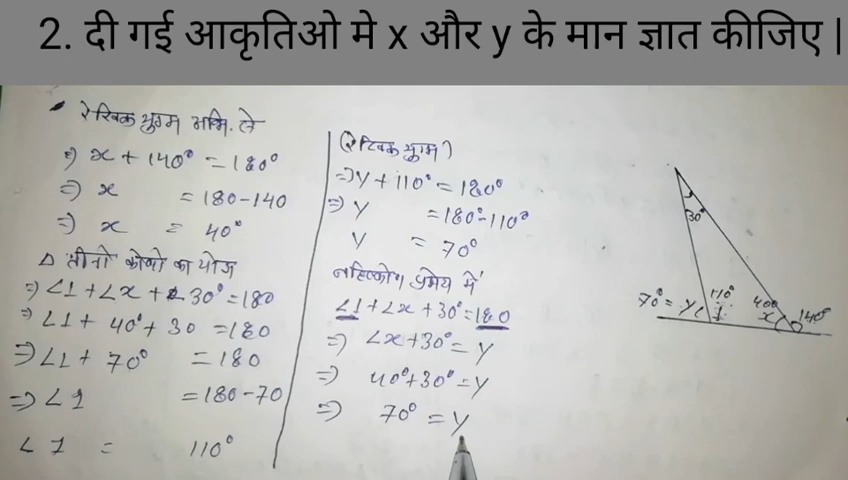 2. दी गई आकृतिओ मे x और y के मान ज्ञात कीजिए |
रैखिक युग्म अभि. से
⇒ x + 140° = 180°
⇒ x = 180-140
⇒ x = 40°
Δ तीनो कोणो का योग
⇒ ∠1 + ∠x + ∠30° = 180
⇒ ∠1 + 40° + 30 = 180
⇒ ∠1 + 70° = 180
⇒ ∠1 = 180-70
∠1 = 110°
(रैखिक युग्म)
⇒ y + 110° = 180°
⇒ y = 180°-110°
y = 70°
बहिष्कोण प्रमेय में
∠1 + ∠x + 30° = 180
⇒ ∠x + 30° = y
⇒ 40° + 30° = y
⇒ 70° = y
30°
70° = y 110° 1 40° x 140°